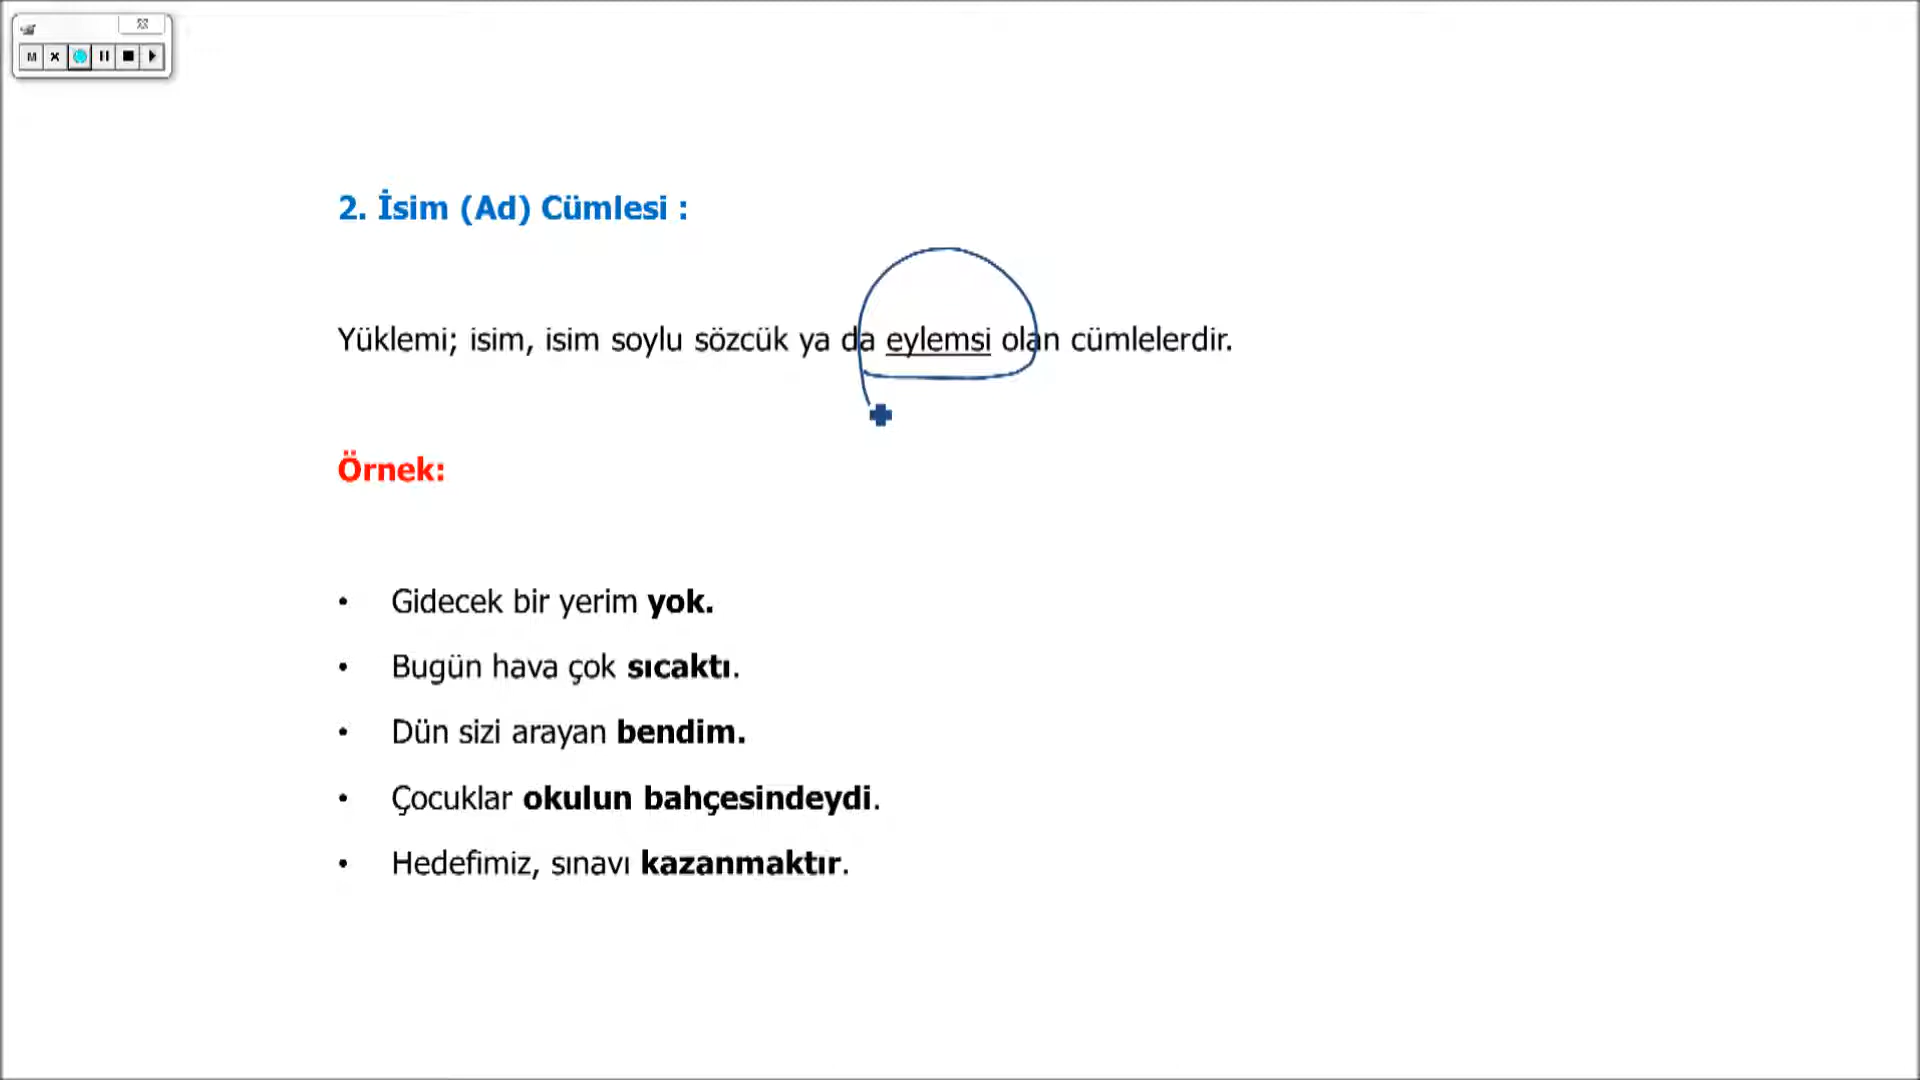 M
2. İsim (Ad) Cümlesi :
Yüklemi; isim, isim soylu sözcük ya da eylemsi olan cümlelerdir.
Örnek:
• Gidecek bir yerim yok.
• Bugün hava çok sıcaktı.
• Dün sizi arayan bendim.
• Çocuklar okulun bahçesindeydi.
• Hedefimiz, sınavı kazanmaktır.